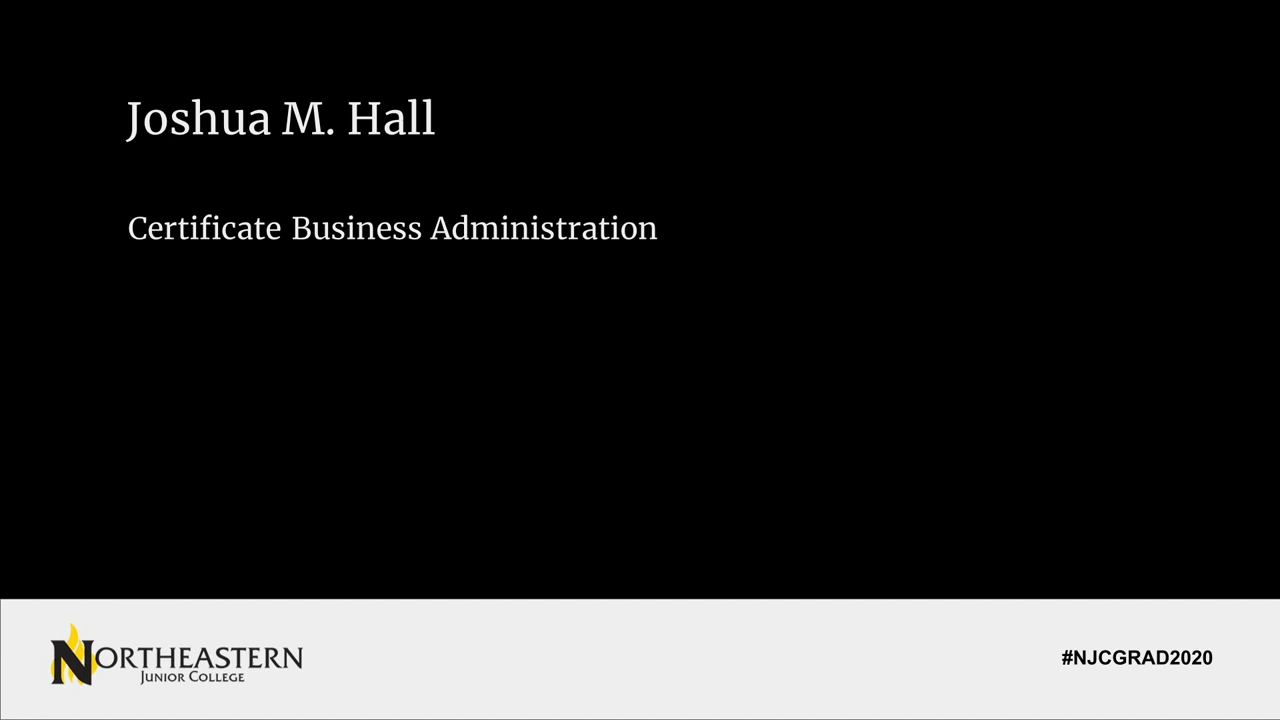 Joshua M. Hall
Certificate Business Administration
NORTHEASTERN
JUNIOR COLLEGE
#NJCGRAD2020